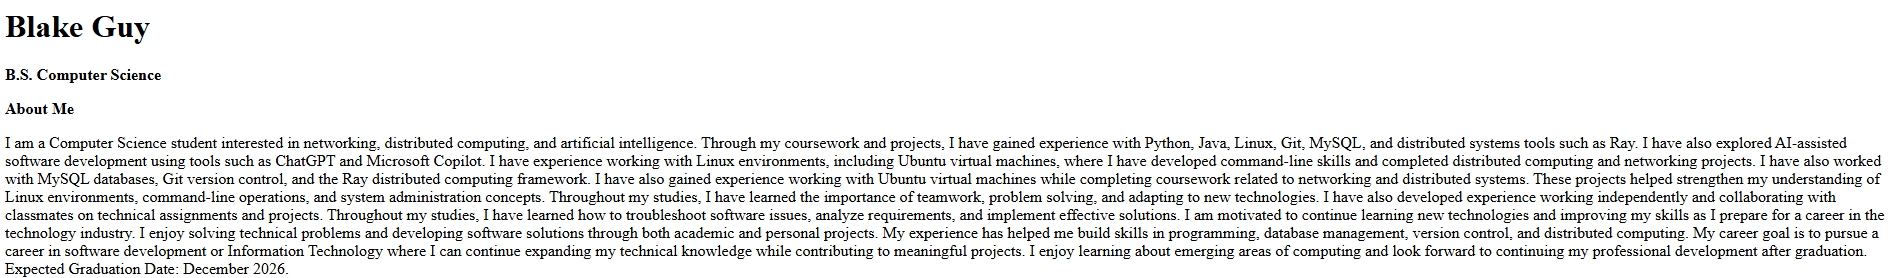 Blake Guy
B.S. Computer Science
About Me
I am a Computer Science student interested in networking, distributed computing, and artificial intelligence. Through my coursework and projects, I have gained experience with Python, Java, Linux, Git, MySQL, and distributed systems tools such as Ray. I have also explored AI-assisted
software development using tools such as ChatGPT and Microsoft Copilot. I have experience working with Linux environments, including Ubuntu virtual machines, where I have developed command-line skills and completed distributed computing and networking projects. I have also worked
with MySQL databases, Git version control, and the Ray distributed computing framework. I have also gained experience working with Ubuntu virtual machines while completing coursework related to networking and distributed systems. These projects helped strengthen my understanding of
Linux environments, command-line operations, and system administration concepts. Throughout my studies, I have learned the importance of teamwork, problem solving, and adapting to new technologies. I have also developed experience working independently and collaborating with
classmates on technical assignments and projects. Throughout my studies, I have learned how to troubleshoot software issues, analyze requirements, and implement effective solutions. I am motivated to continue learning new technologies and improving my skills as I prepare for a career in the
technology industry. I enjoy solving technical problems and developing software solutions through both academic and personal projects. My experience has helped me build skills in programming, database management, version control, and distributed computing. My career goal is to pursue a
career in software development or Information Technology where I can continue expanding my technical knowledge while contributing to meaningful projects. I enjoy learning about emerging areas of computing and look forward to continuing my professional development after graduation.
Expected Graduation Date: December 2026.